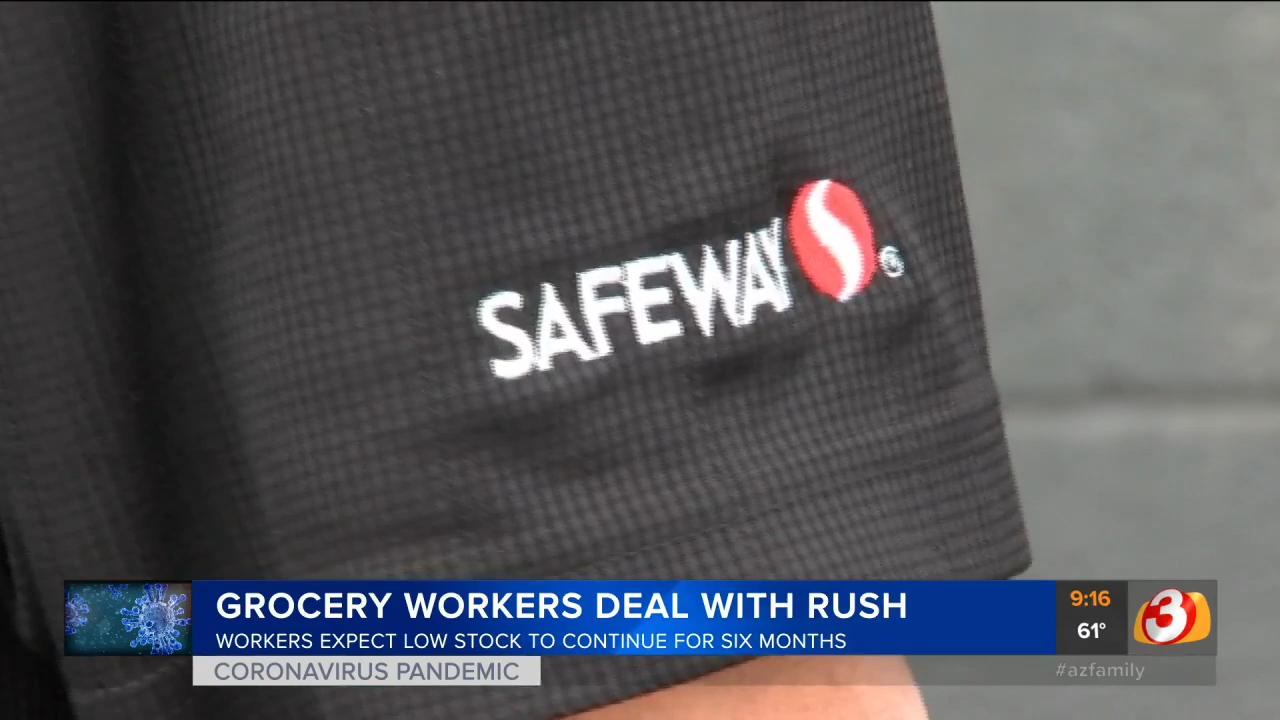 SAFEWAY ®
GROCERY WORKERS DEAL WITH RUSH
WORKERS EXPECT LOW STOCK TO CONTINUE FOR SIX MONTHS
CORONAVIRUS PANDEMIC
9:16
61°
3
#azfamily